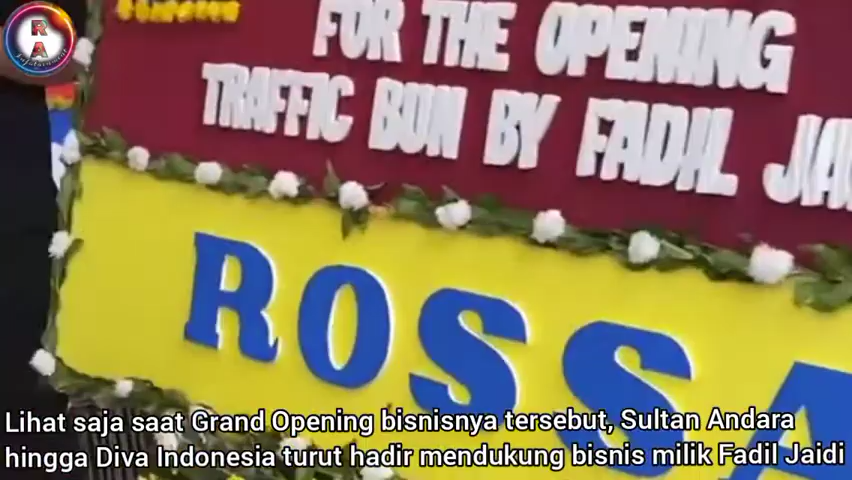 RA
FOR THE OPENING
TRAFFIC BUN BY FADIL JAI
ROSSA
Lihat saja saat Grand Opening bisnisnya tersebut, Sultan Andara
hingga Diva Indonesia turut hadir mendukung bisnis milik Fadil Jaidi